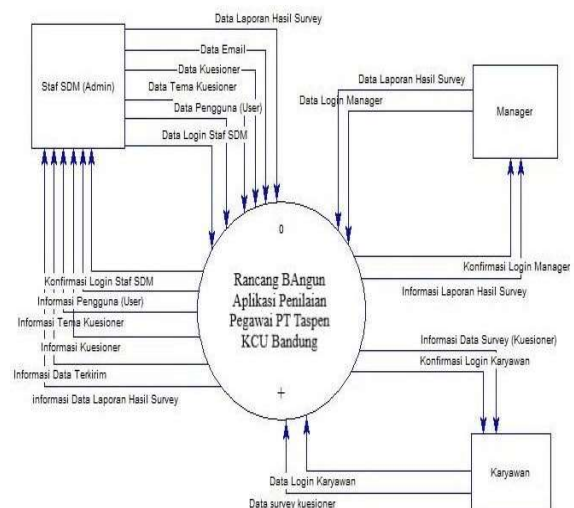 Data Laporan Hasil Survey
Data Email
Data Kuesioner
Data Tema Kuesioner
Data Pengguna (User)
Data Login Staf SDM
Staf SDM (Admin)
Data Laporan Hasil Survey
Data Login Manager
Manager
0
Rancang BAngun
Aplikasi Penilaian
Pegawai PT Taspen
KCU Bandung
+
Konfirmasi Login Staf SDM
Informasi Pengguna (User)
Informasi Tema Kuesioner
Informasi Kuesioner
Informasi Data Terkirim
informasi Data Laporan Hasil Survey
Konfirmasi Login Manager
Informasi Laporan Hasil Survey
Informasi Data Survey (Kuesioner)
Konfirmasi Login Karyawan
Karyawan
Data Login Karyawan
Data survey kuesioner